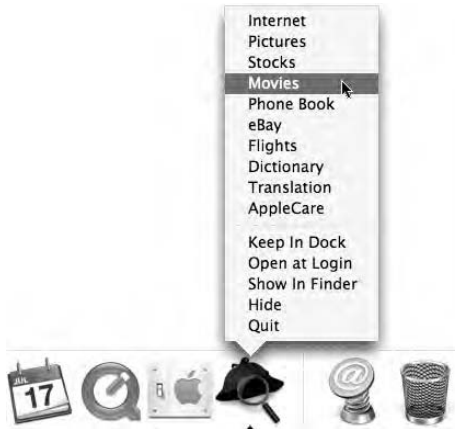 Internet
Pictures
Stocks
Movies
Phone Book
eBay
Flights
Dictionary
Translation
AppleCare
Keep In Dock
Open at Login
Show In Finder
Hide
Quit
JUL
17
@